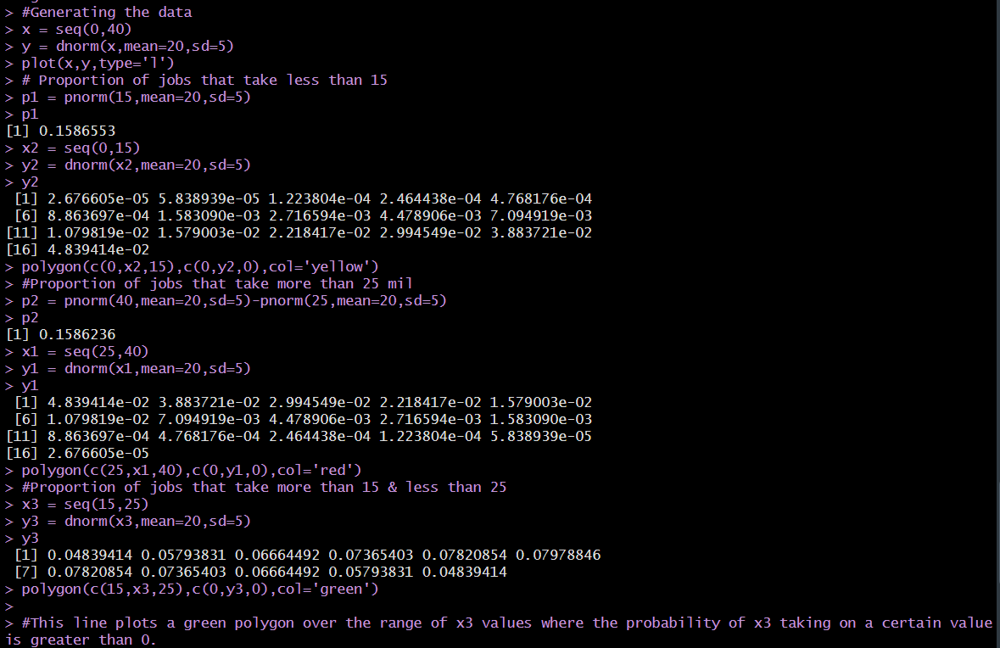 > #Generating the data
> x = seq(0,40)
> y = dnorm(x,mean=20,sd=5)
> plot(x,y,type='l')
> # Proportion of jobs that take less than 15
> p1 = pnorm(15,mean=20,sd=5)
> p1
[1] 0.1586553
> x2 = seq(0,15)
> y2 = dnorm(x2,mean=20,sd=5)
> y2
 [1] 2.676605e-05 5.838939e-05 1.223804e-04 2.464438e-04 4.768176e-04
 [6] 8.863697e-04 1.583090e-03 2.716594e-03 4.478906e-03 7.094919e-03
[11] 1.079819e-02 1.579003e-02 2.218417e-02 2.994549e-02 3.883721e-02
[16] 4.839414e-02
> polygon(c(0,x2,15),c(0,y2,0),col='yellow')
> #Proportion of jobs that take more than 25 mil
> p2 = pnorm(40,mean=20,sd=5)-pnorm(25,mean=20,sd=5)
> p2
[1] 0.1586236
> x1 = seq(25,40)
> y1 = dnorm(x1,mean=20,sd=5)
> y1
 [1] 4.839414e-02 3.883721e-02 2.994549e-02 2.218417e-02 1.579003e-02
 [6] 1.079819e-02 7.094919e-03 4.478906e-03 2.716594e-03 1.583090e-03
[11] 8.863697e-04 4.768176e-04 2.464438e-04 1.223804e-04 5.838939e-05
[16] 2.676605e-05
> polygon(c(25,x1,40),c(0,y1,0),col='red')
> #Proportion of jobs that take more than 15 & less than 25
> x3 = seq(15,25)
> y3 = dnorm(x3,mean=20,sd=5)
> y3
 [1] 0.04839414 0.05793831 0.06664492 0.07365403 0.07820854 0.07978846
 [7] 0.07820854 0.07365403 0.06664492 0.05793831 0.04839414
> polygon(c(15,x3,25),c(0,y3,0),col='green')
>
> #This line plots a green polygon over the range of x3 values where the probability of x3 taking on a certain value
is greater than 0.